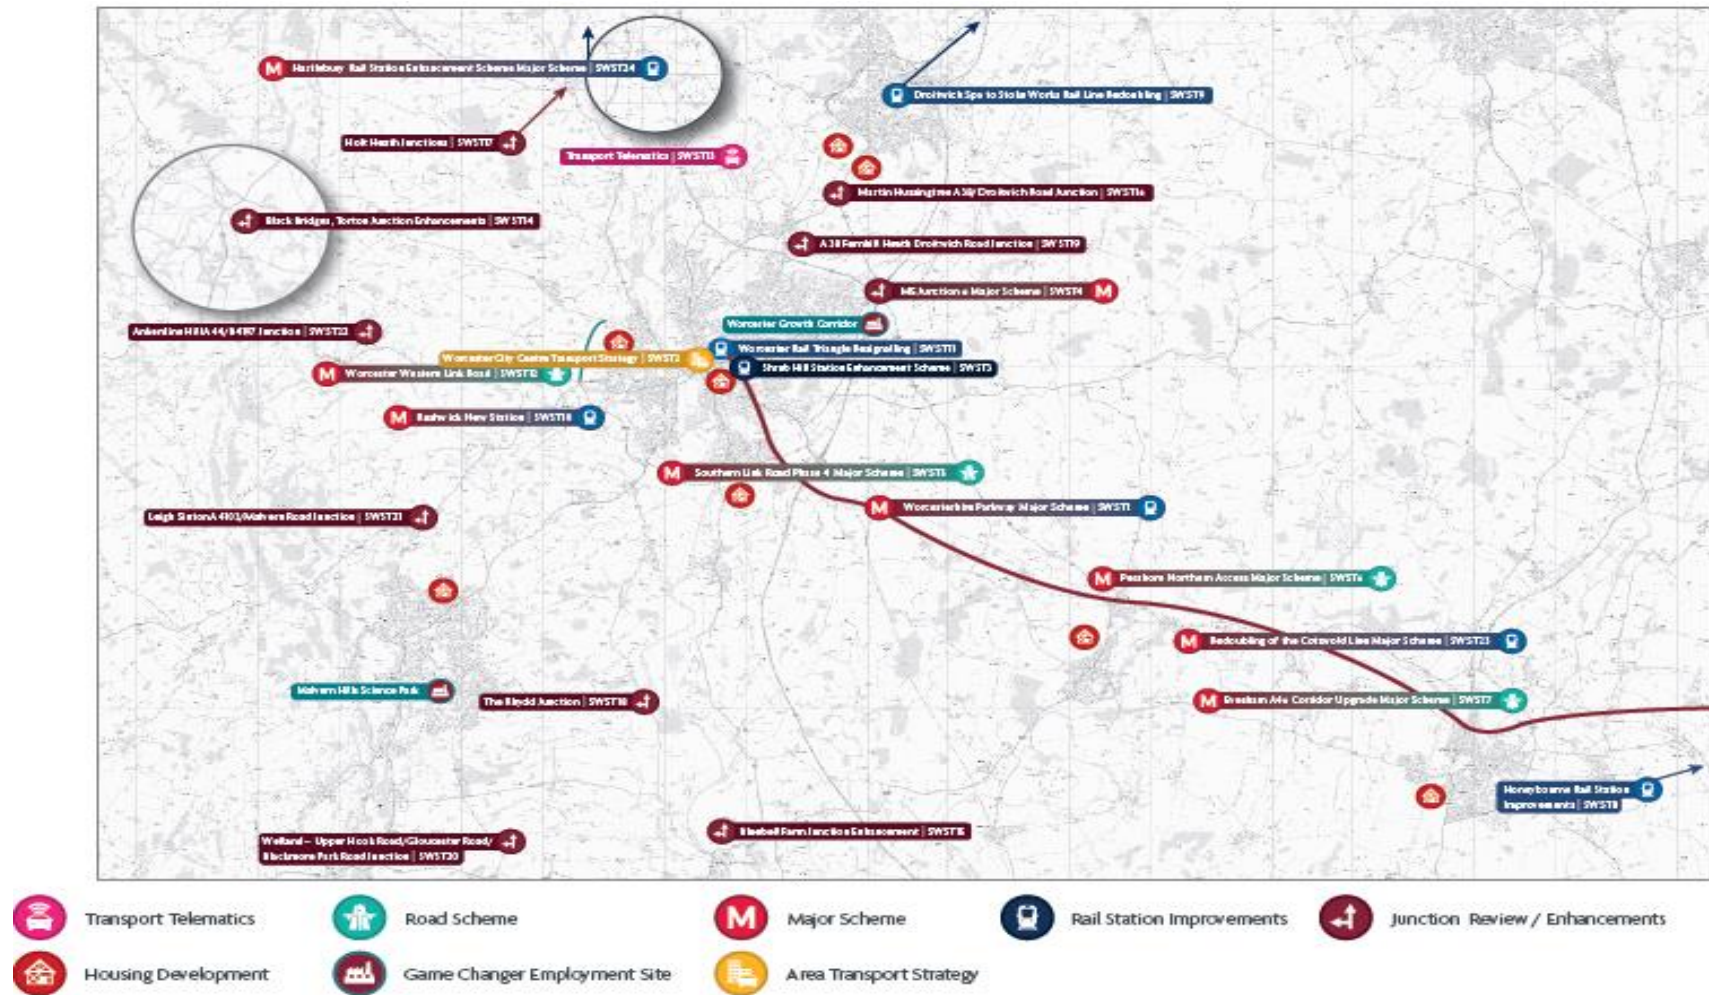 Hartlebury Rail Station Enhancement Scheme Major Scheme | SWST24
Droitwich Spa to Stoke Works Rail Line Redoubling | SWST9
Holt Heath Junctions | SWST17
Transport Telematics | SWST13
Martin Hussingtree A38/ Droitwich Road Junction | SWST16
Black Bridges, Torton Junction Enhancements | SWST14
A38 Fernhill Heath Droitwich Road Junction | SWST19
M5 Junction 6 Major Scheme | SWST4
Worcester Growth Corridor
Ankerdine Hill A44/B4197 Junction | SWST22
Worcester Rail Triangle Resignalling | SWST11
Worcester City Centre Transport Strategy | SWST2
Shrub Hill Station Enhancement Scheme | SWST3
Worcester Western Link Road | SWST12
Rushwick New Station | SWST10
Southern Link Road Phase 4 Major Scheme | SWST5
Worcestershire Parkway Major Scheme | SWST1
Leigh Sinton A4103/Malvern Road Junction | SWST21
Pershore Northern Access Major Scheme | SWST6
Redoubling of the Cotswold Line Major Scheme | SWST23
Malvern Hills Science Park
The Rhydd Junction | SWST18
Evesham A46 Corridor Upgrade Major Scheme | SWST7
Honeybourne Rail Station
Improvements | SWST8
Welland – Upper Hook Road/Gloucester Road/
Blackmore Park Road Junction | SWST20
Bluebell Farm Junction Enhancement | SWST15
Transport Telematics
Road Scheme
M Major Scheme
Rail Station Improvements
Junction Review / Enhancements
Housing Development
Game Changer Employment Site
Area Transport Strategy